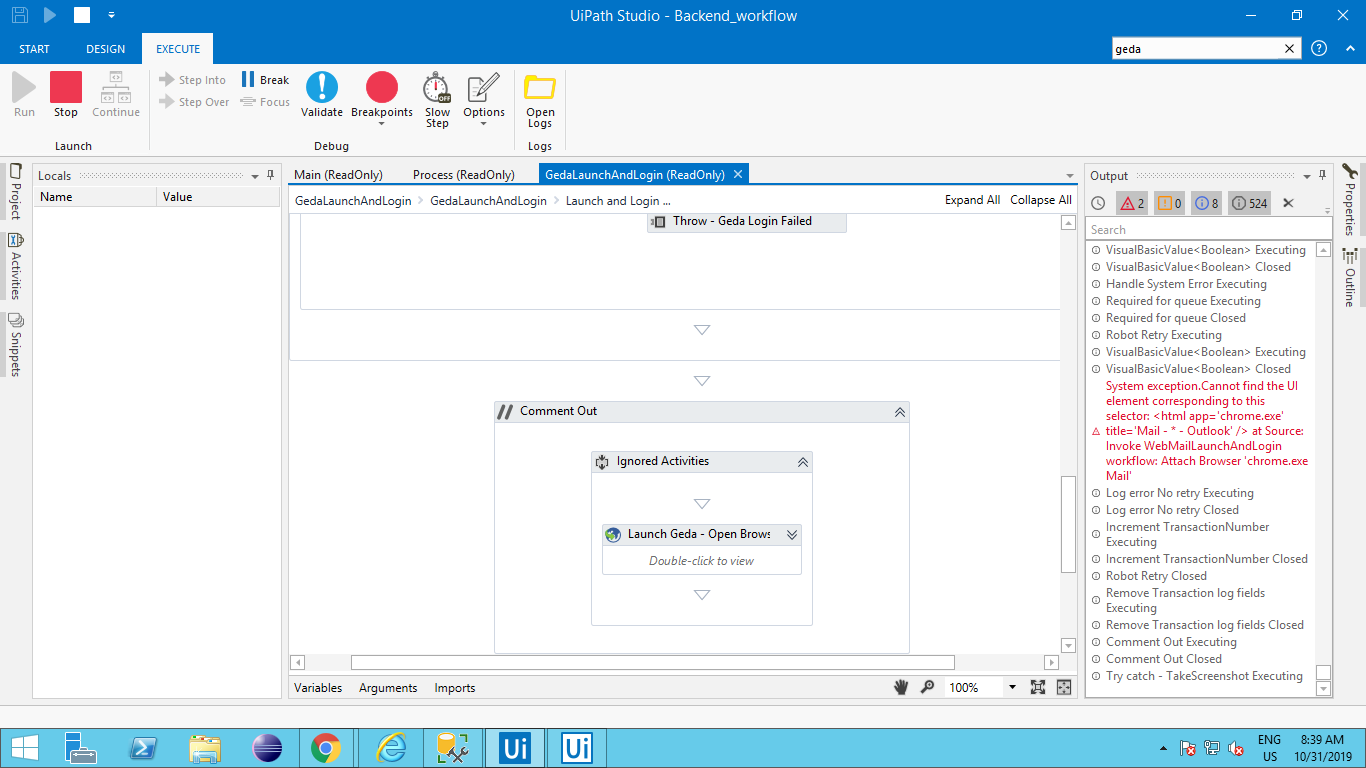 UiPath Studio - Backend_workflow
START
DESIGN
EXECUTE
geda
Run
Stop
Continue
Launch
Step Into
Step Over
Break
Focus
Validate
Breakpoints
Slow
Step
Options
Debug
Open
Logs
Logs
OFF
Project
Activities
Snippets
Locals
Name
Value
Main (ReadOnly)
Process (ReadOnly)
GedaLaunchAndLogin (ReadOnly)
GedaLaunchAndLogin
GedaLaunchAndLogin
Launch and Login ...
Expand All
Collapse All
Throw - Geda Login Failed
Comment Out
Ignored Activities
Launch Geda - Open Brows
Double-click to view
Variables
Arguments
Imports
100%
Output
2
0
8
524
Search
VisualBasicValue<Boolean> Executing
VisualBasicValue<Boolean> Closed
Handle System Error Executing
Required for queue Executing
Required for queue Closed
Robot Retry Executing
VisualBasicValue<Boolean> Executing
VisualBasicValue<Boolean> Closed
System exception.Cannot find the UI
element corresponding to this
selector: <html app='chrome.exe'
title='Mail - * - Outlook' /> at Source:
Invoke WebMailLaunchAndLogin
workflow: Attach Browser 'chrome.exe
Mail'
Log error No retry Executing
Log error No retry Closed
Increment TransactionNumber
Executing
Increment TransactionNumber Closed
Robot Retry Closed
Remove Transaction log fields
Executing
Remove Transaction log fields Closed
Comment Out Executing
Comment Out Closed
Try catch - TakeScreenshot Executing
Properties
Outline
Ui
Ui
ENG
US
8:39 AM
10/31/2019